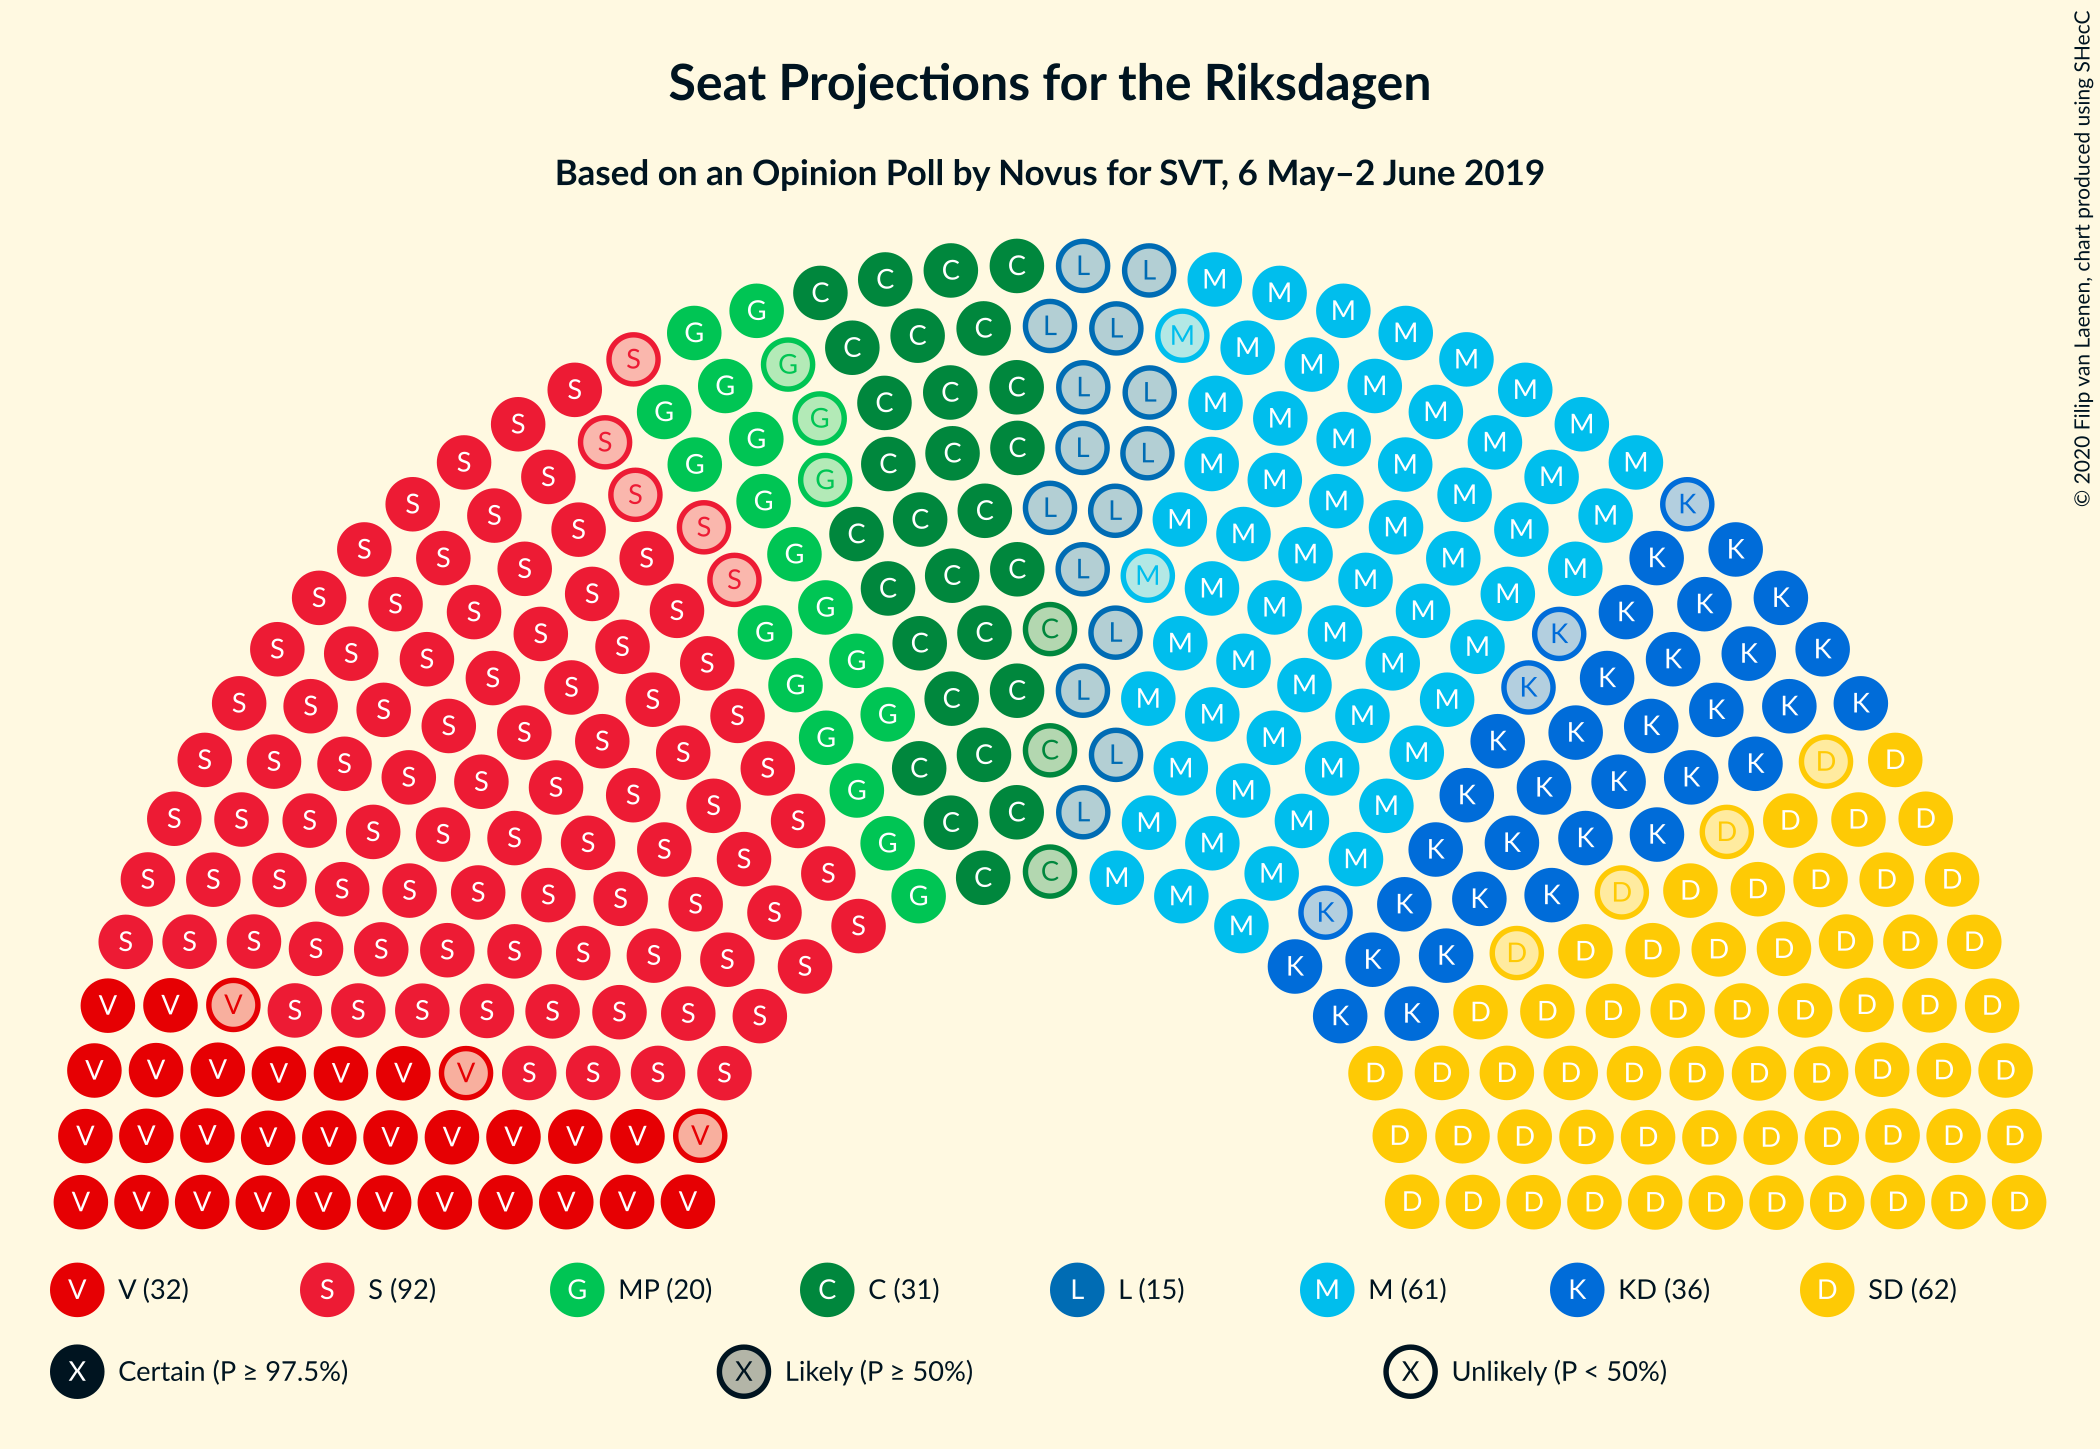 Seat Projections for the Riksdagen
Based on an Opinion Poll by Novus for SVT, 6 May–2 June 2019
© 2020 Filip van Laenen, chart produced using SHecC
V V (32) S S (92) G MP (20) C C (31) L L (15) M M (61) K KD (36) D SD (62)
X Certain (P ≥ 97.5%) X Likely (P ≥ 50%) X Unlikely (P < 50%)